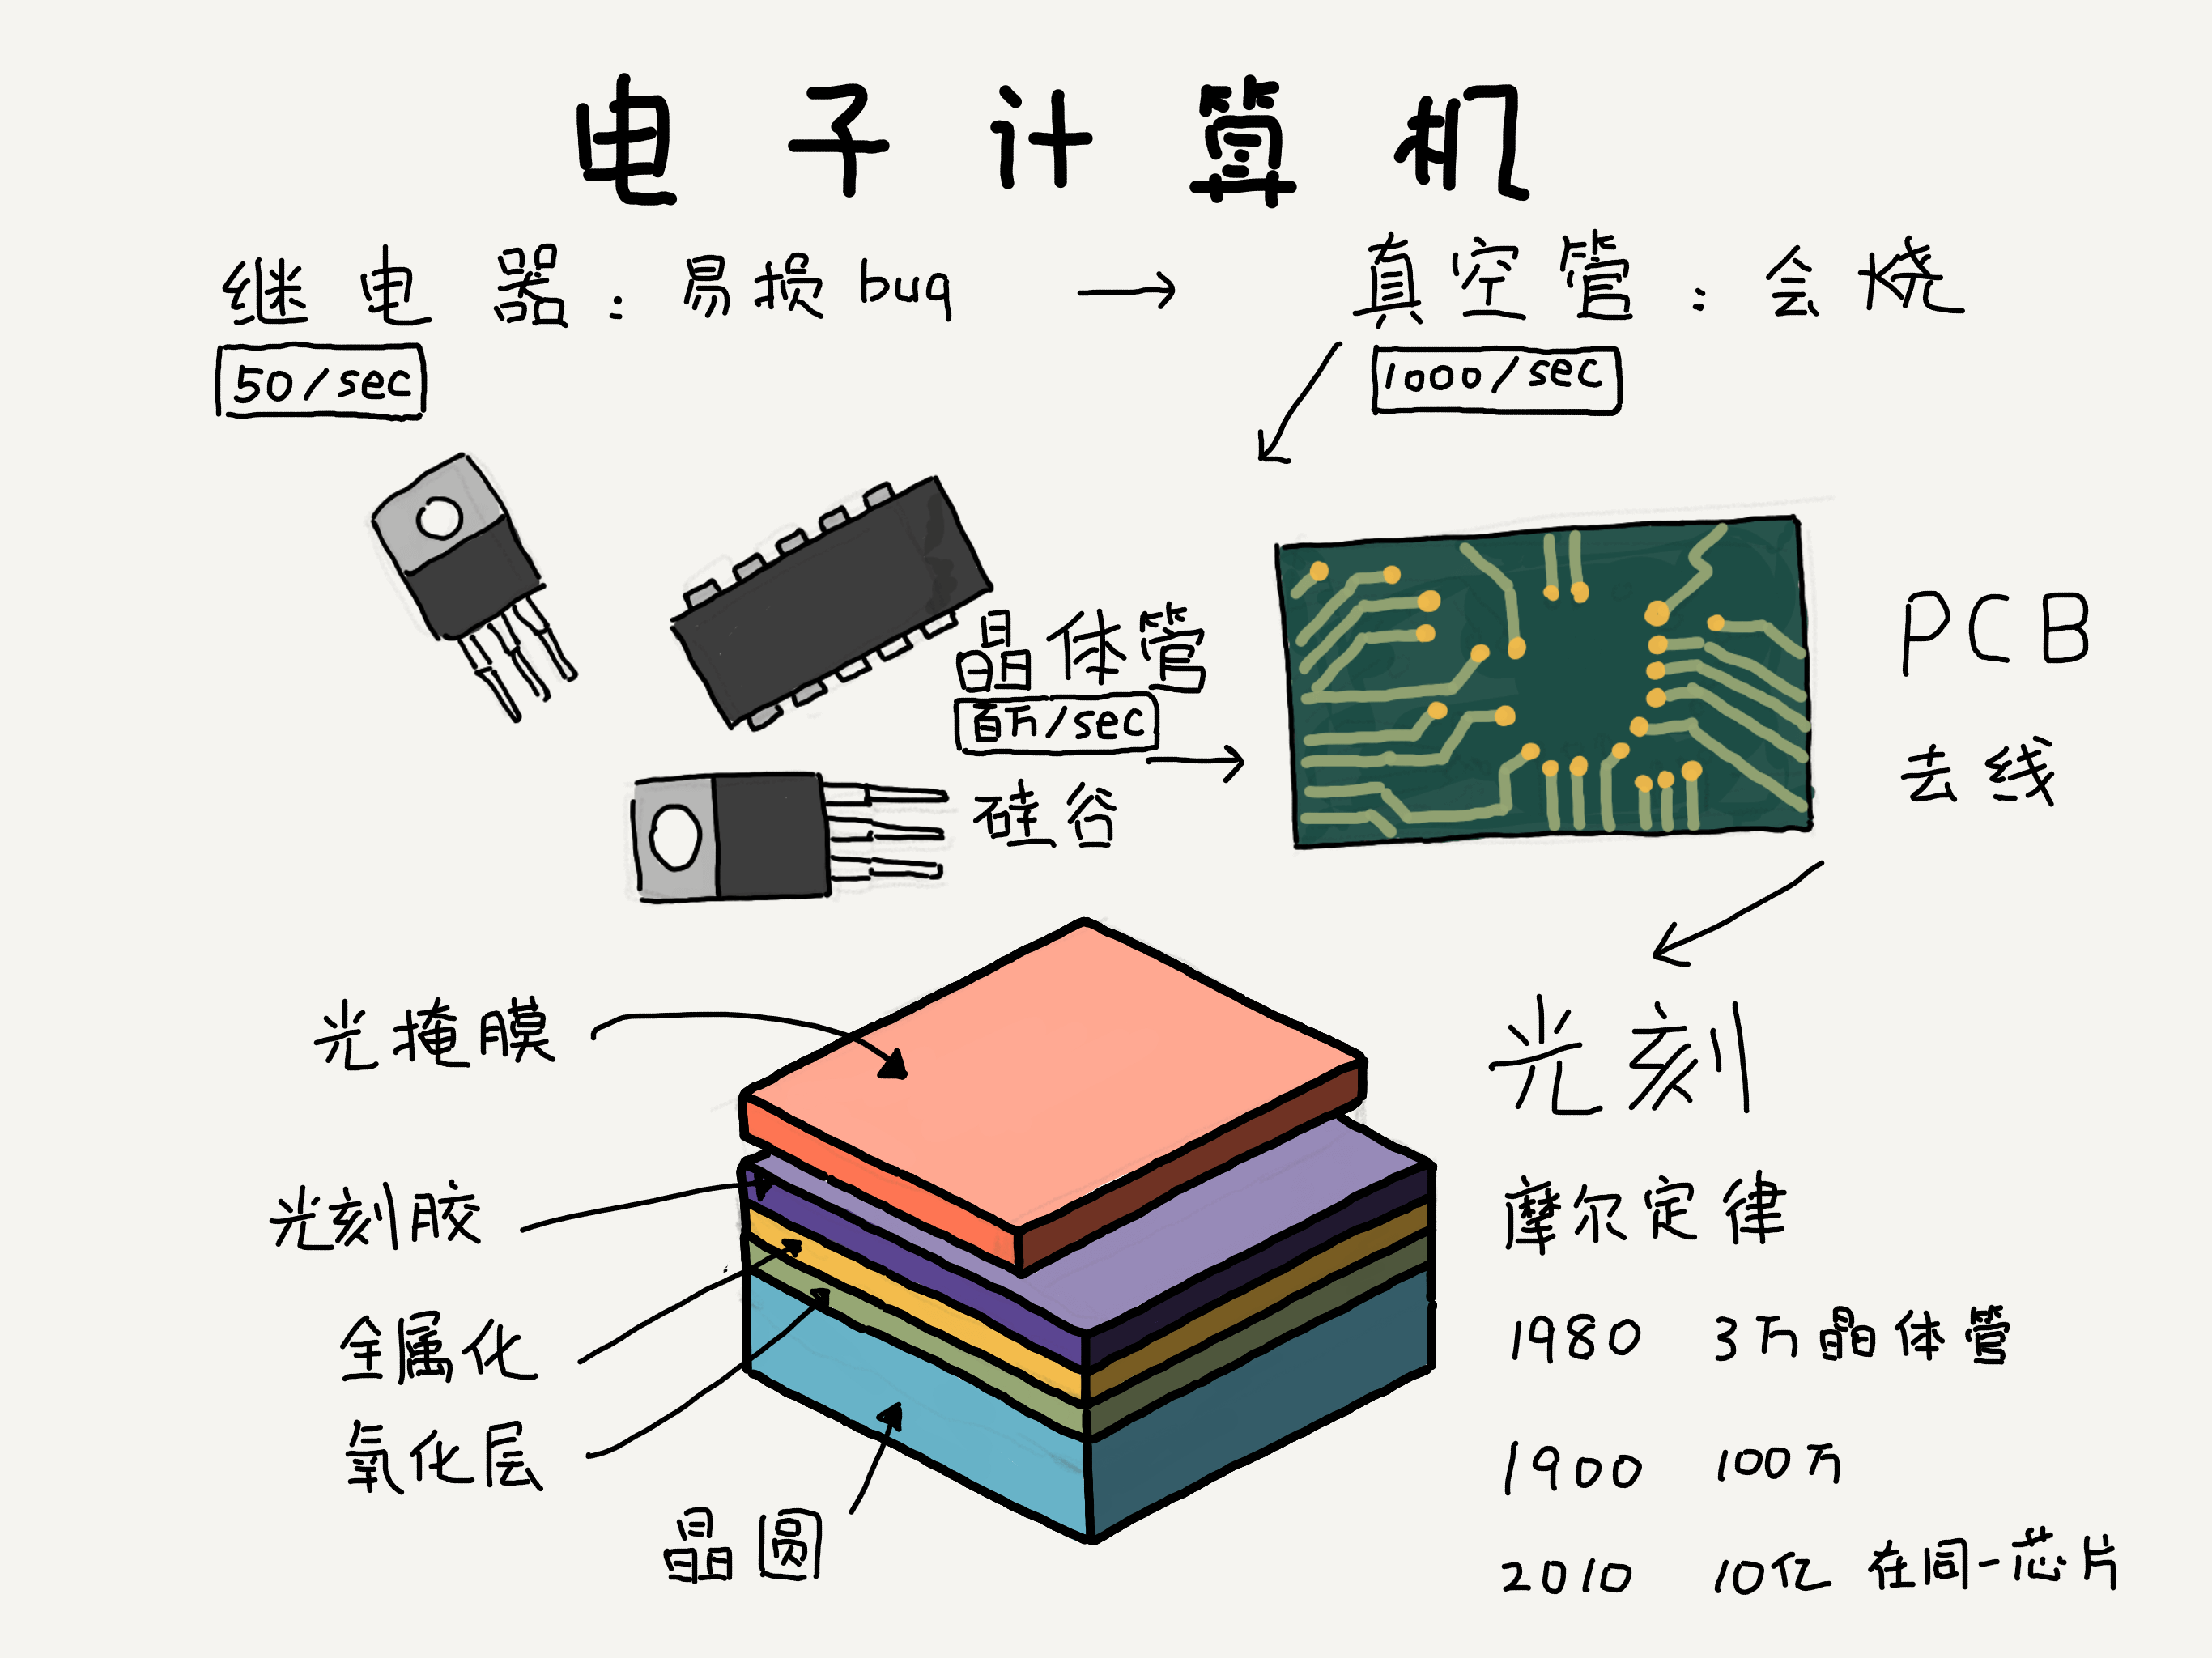 电子计算机
继电器：易损bug → 真空管：会烧
50/sec
1000/sec
晶体管
百万/sec
硅谷
PCB
去线
光掩膜
光刻胶
金属化
氧化层
晶圆
光刻
摩尔定律
1980 3万晶体管
1900 100万
2010 10亿 在同一芯片